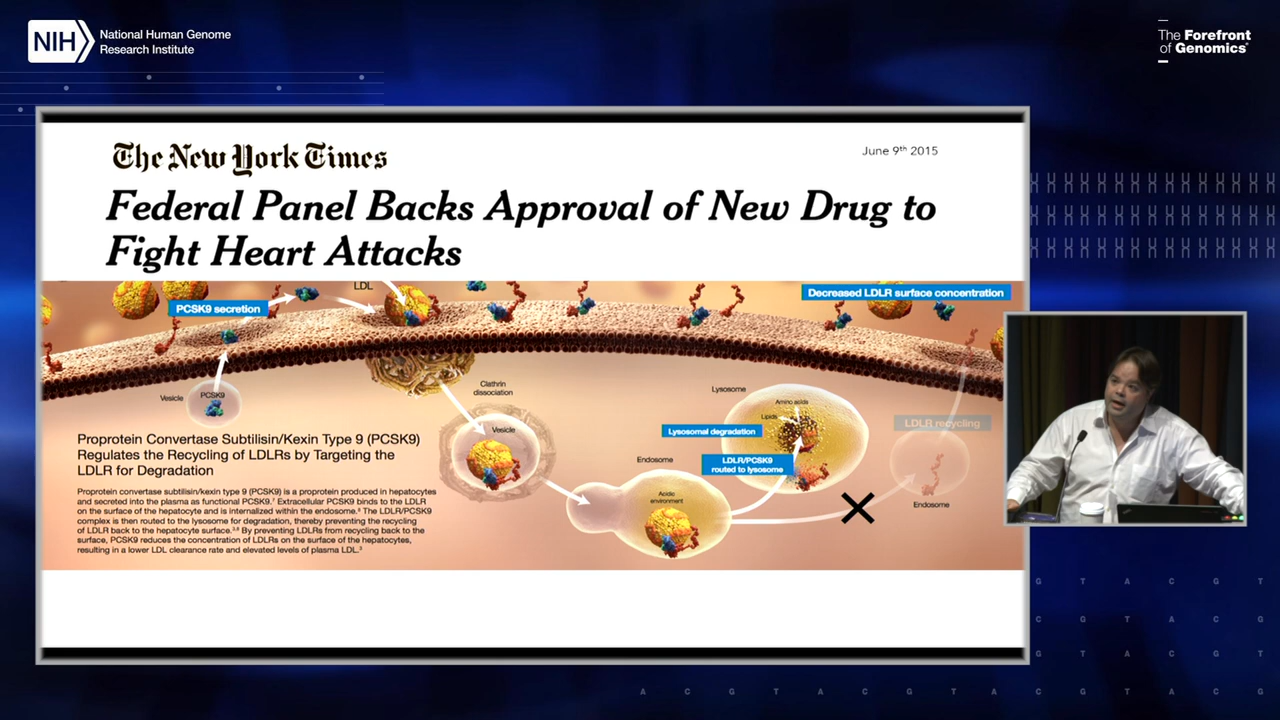 NIH
National Human Genome
Research Institute
The Forefront
of Genomics®
The New York Times
June 9th 2015
Federal Panel Backs Approval of New Drug to
Fight Heart Attacks
LDL
PCSK9 secretion
Decreased LDLR surface concentration
Vesicle
PCSK9
Clathrin
dissociation
Vesicle
Lysosome
Amino acids
Lipids
Lysosomal degradation
LDLR/PCSK9
routed to lysosome
LDLR recycling
Endosome
Acidic
environment
Endosome
Proprotein Convertase Subtilisin/Kexin Type 9 (PCSK9)
Regulates the Recycling of LDLRs by Targeting the
LDLR for Degradation
Proprotein convertase subtilisin/kexin type 9 (PCSK9) is a proprotein produced in hepatocytes
and secreted into the plasma as functional PCSK9.7 Extracellular PCSK9 binds to the LDLR
on the surface of the hepatocyte and is internalized within the endosome.8 The LDLR/PCSK9
complex is then routed to the lysosome for degradation, thereby preventing the recycling
of LDLR back to the hepatocyte surface.3,8 By preventing LDLRs from recycling back to the
surface, PCSK9 reduces the concentration of LDLRs on the surface of the hepatocytes,
resulting in a lower LDL clearance rate and elevated levels of plasma LDL.3
G T A C G T
C G T A C G
G T A C G T
A C G T A C G T A C G T A C G